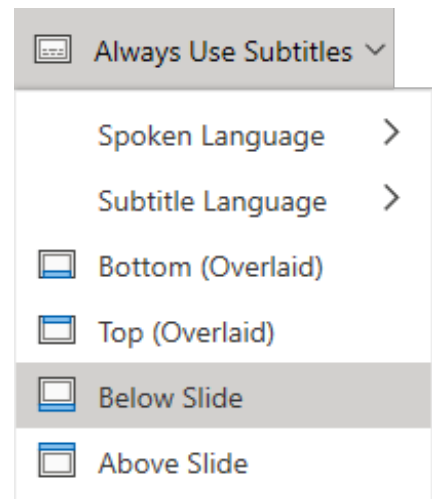 Always Use Subtitles
Spoken Language
Subtitle Language
Bottom (Overlaid)
Top (Overlaid)
Below Slide
Above Slide